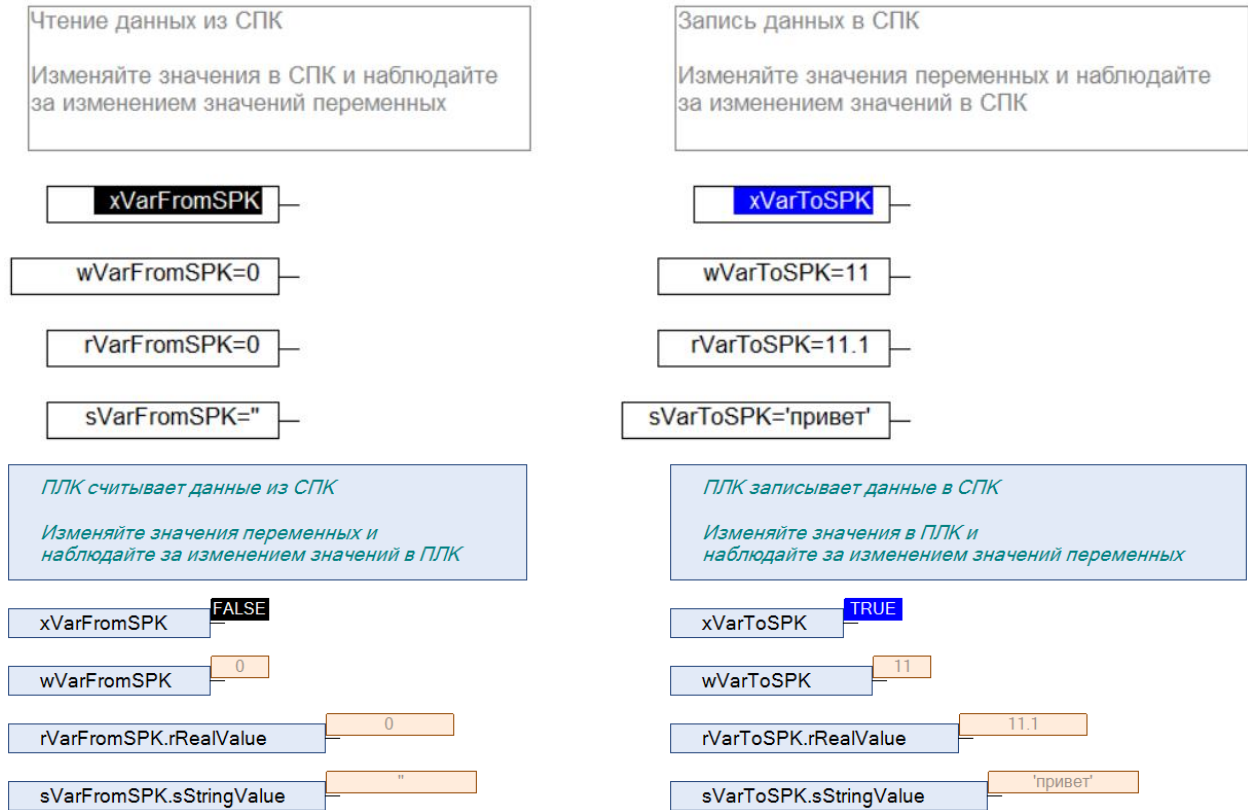 Чтение данных из СПК
Изменяйте значения в СПК и наблюдайте
за изменением значений переменных
Запись данных в СПК
Изменяйте значения переменных и наблюдайте
за изменением значений в СПК
xVarFromSPK
xVarToSPK
wVarFromSPK=0
wVarToSPK=11
rVarFromSPK=0
rVarToSPK=11.1
sVarFromSPK=''
sVarToSPK='привет'
ПЛК считывает данные из СПК
Изменяйте значения переменных и
наблюдайте за изменением значений в ПЛК
ПЛК записывает данные в СПК
Изменяйте значения в ПЛК и
наблюдайте за изменением значений переменных
xVarFromSPK FALSE
xVarToSPK TRUE
wVarFromSPK 0
wVarToSPK 11
rVarFromSPK.rRealValue 0
rVarToSPK.rRealValue 11.1
sVarFromSPK.sStringValue ''
sVarToSPK.sStringValue 'привет'